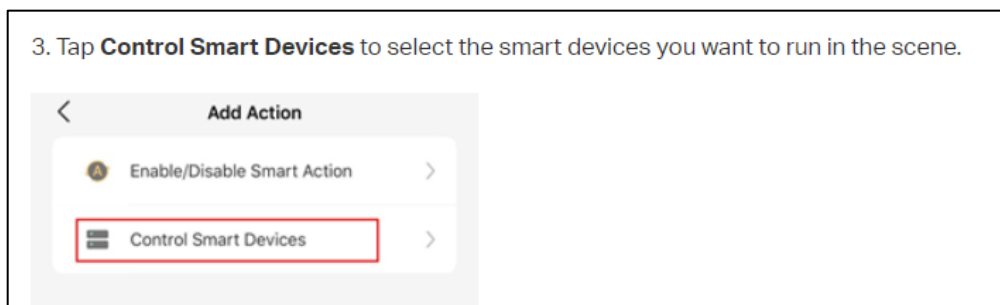 3. Tap Control Smart Devices to select the smart devices you want to run in the scene.
Add Action
Enable/Disable Smart Action
Control Smart Devices